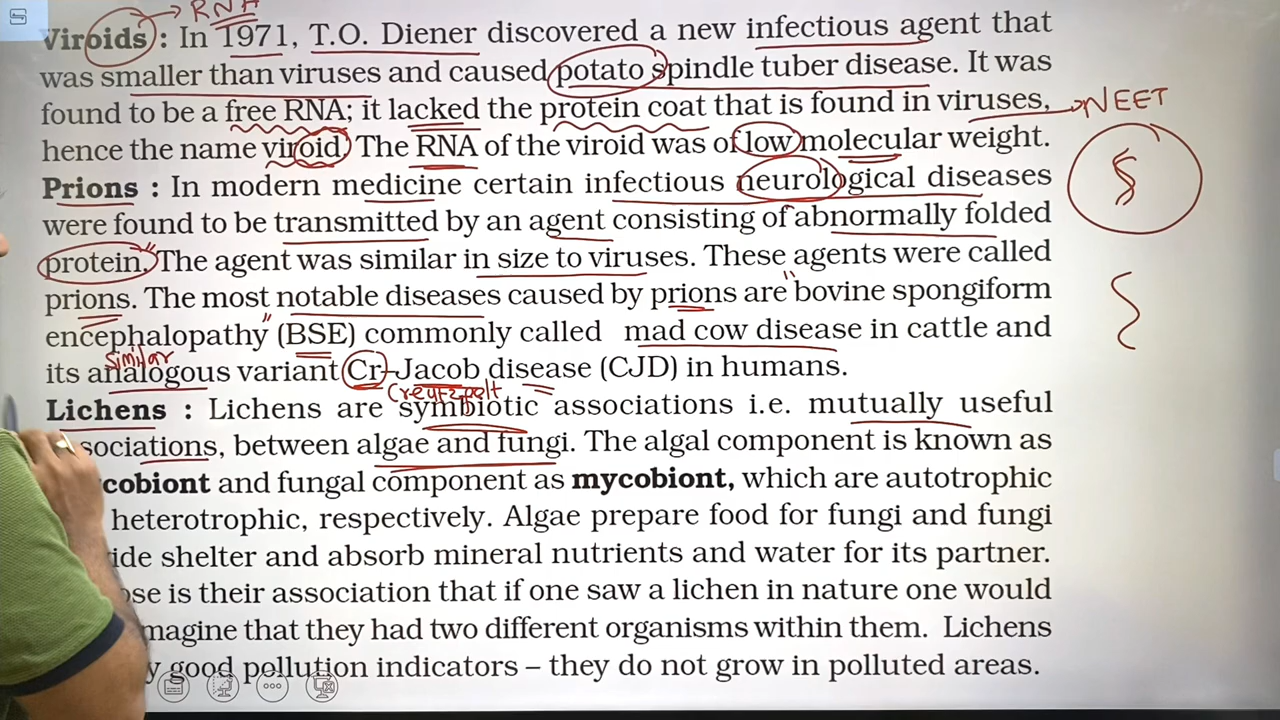 RNA
Viroids : In 1971, T.O. Diener discovered a new infectious agent that
was smaller than viruses and caused potato spindle tuber disease. It was
found to be a free RNA; it lacked the protein coat that is found in viruses,
NEET
hence the name viroid. The RNA of the viroid was of low molecular weight.
Prions : In modern medicine certain infectious neurological diseases
were found to be transmitted by an agent consisting of abnormally folded
protein. The agent was similar in size to viruses. These agents were called
prions. The most notable diseases caused by prions are bovine spongiform
encephalopathy (BSE) commonly called mad cow disease in cattle and
similar
its analogous variant Cr–Jacob disease (CJD) in humans.
Lichens : Lichens are symbiotic associations i.e. mutually useful
sociations, between algae and fungi. The algal component is known as
cobiont and fungal component as mycobiont, which are autotrophic
heterotrophic, respectively. Algae prepare food for fungi and fungi
ide shelter and absorb mineral nutrients and water for its partner.
ose is their association that if one saw a lichen in nature one would
magine that they had two different organisms within them. Lichens
y good pollution indicators – they do not grow in polluted areas.